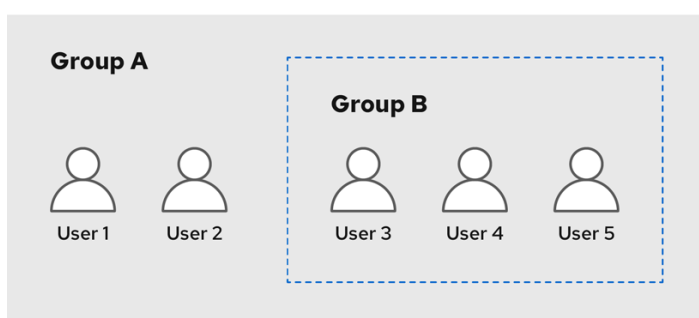 Group A
Group B
User 1
User 2
User 3
User 4
User 5